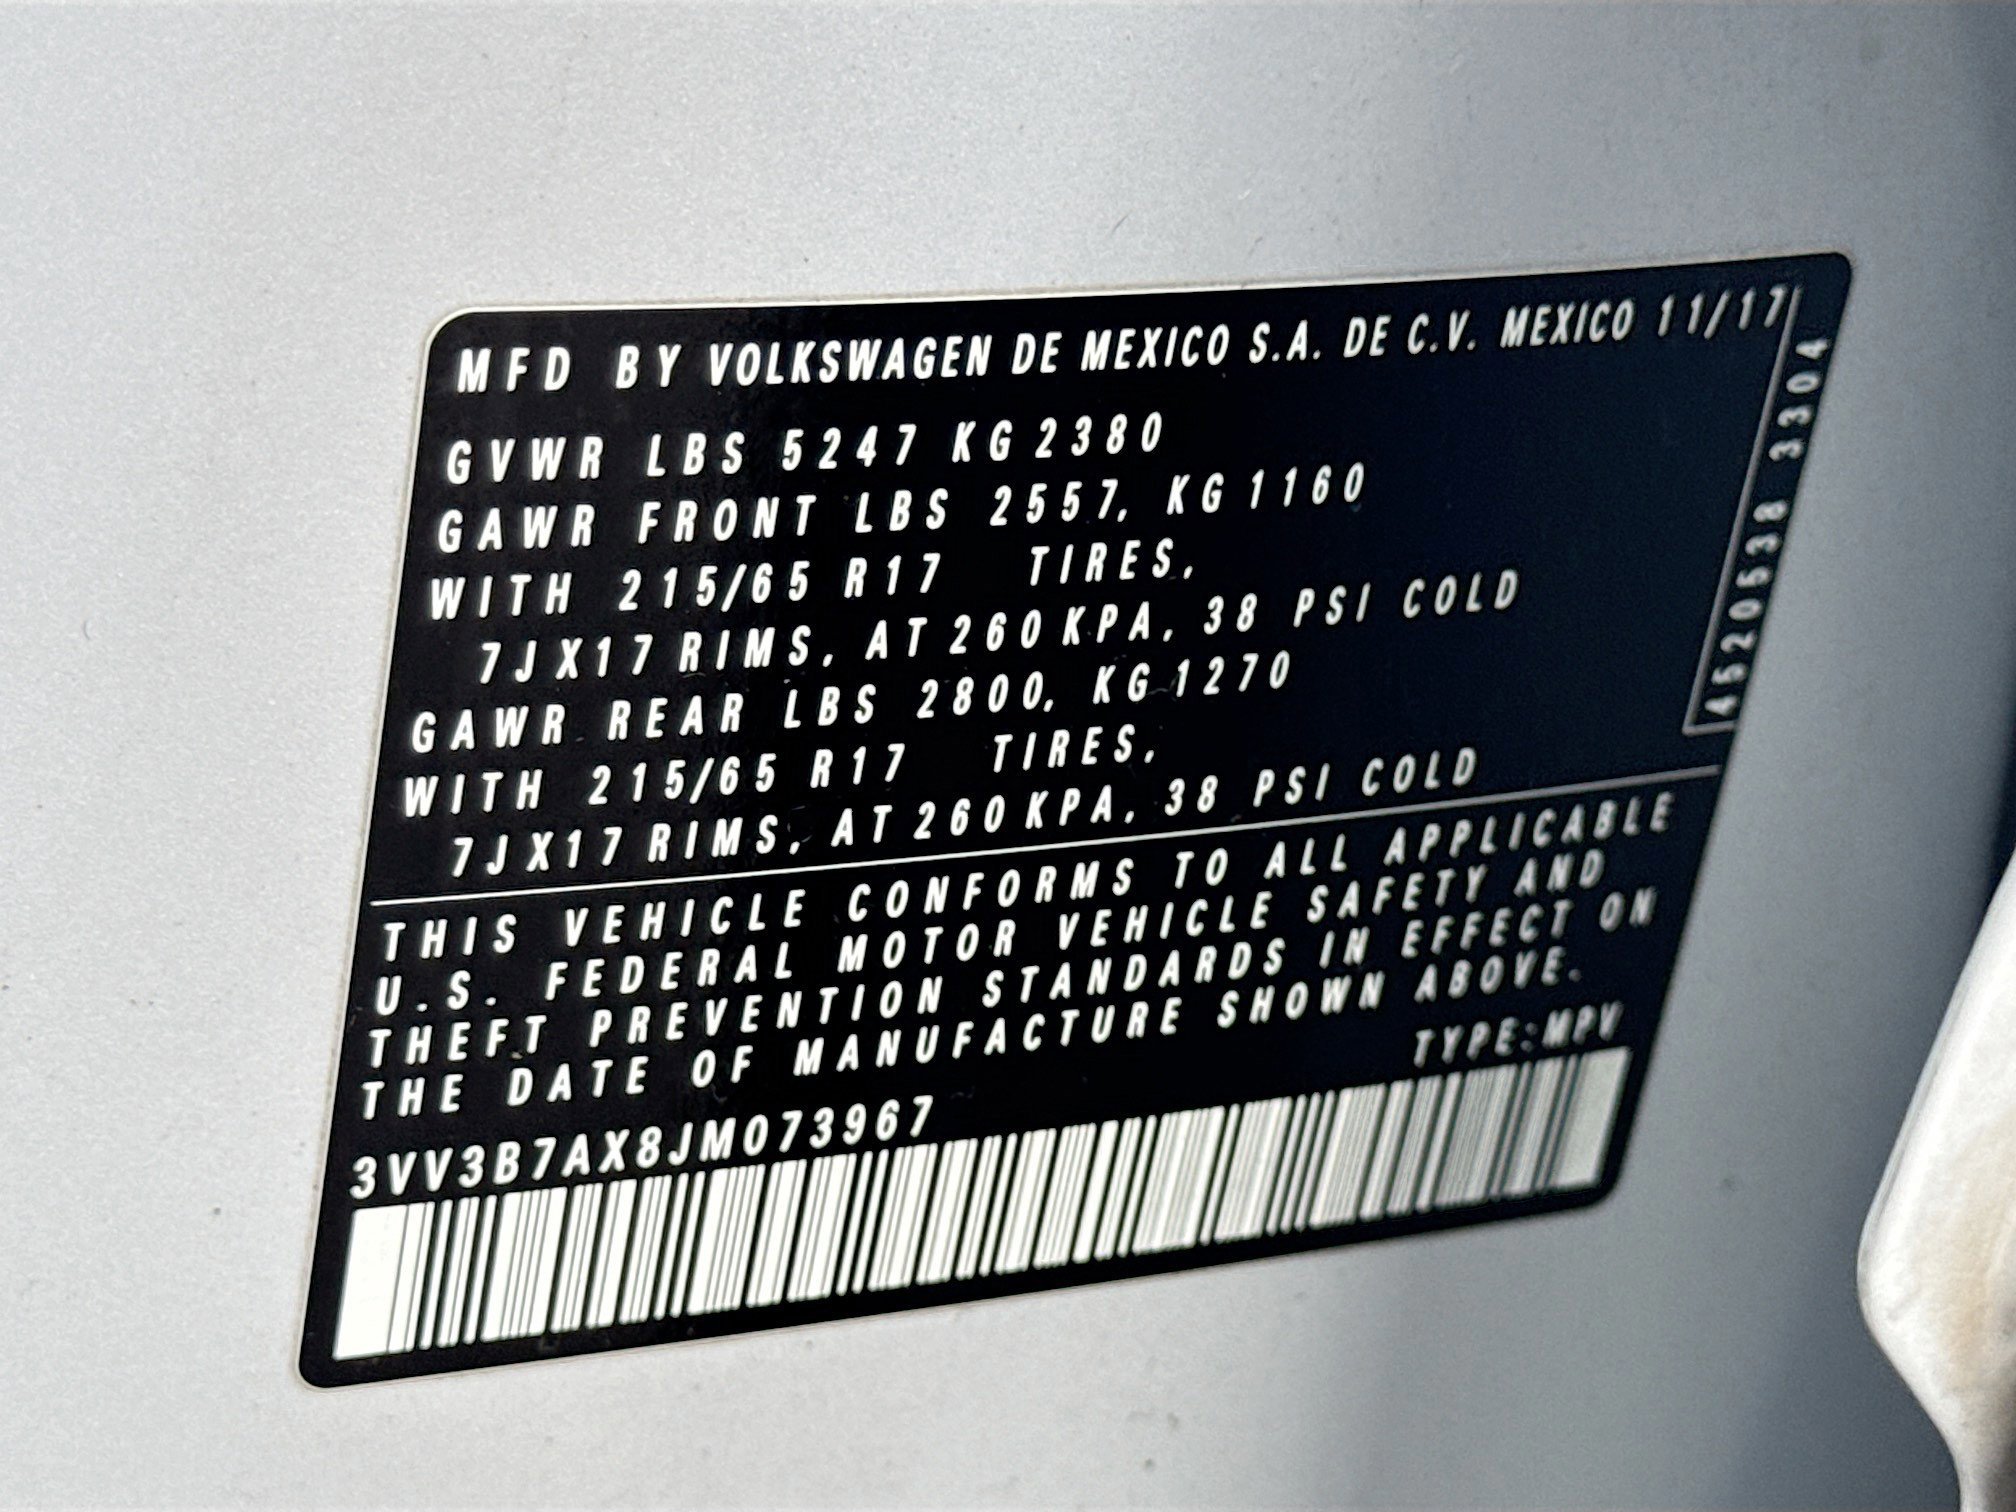 MFD BY VOLKSWAGEN DE MEXICO S.A. DE C.V. MEXICO 11/17
GVWR LBS 5247 KG 2380
GAWR FRONT LBS 2557, KG 1160
WITH 215/65 R17 TIRES,
7JX17 RIMS, AT 260 KPA, 38 PSI COLD
GAWR REAR LBS 2800, KG 1270
WITH 215/65 R17 TIRES,
7JX17 RIMS, AT 260 KPA, 38 PSI COLD
4520538 3304
THIS VEHICLE CONFORMS TO ALL APPLICABLE
U.S. FEDERAL MOTOR VEHICLE SAFETY AND
THEFT PREVENTION STANDARDS IN EFFECT ON
THE DATE OF MANUFACTURE SHOWN ABOVE.
TYPE:MPV
3VV3B7AX8JM073967